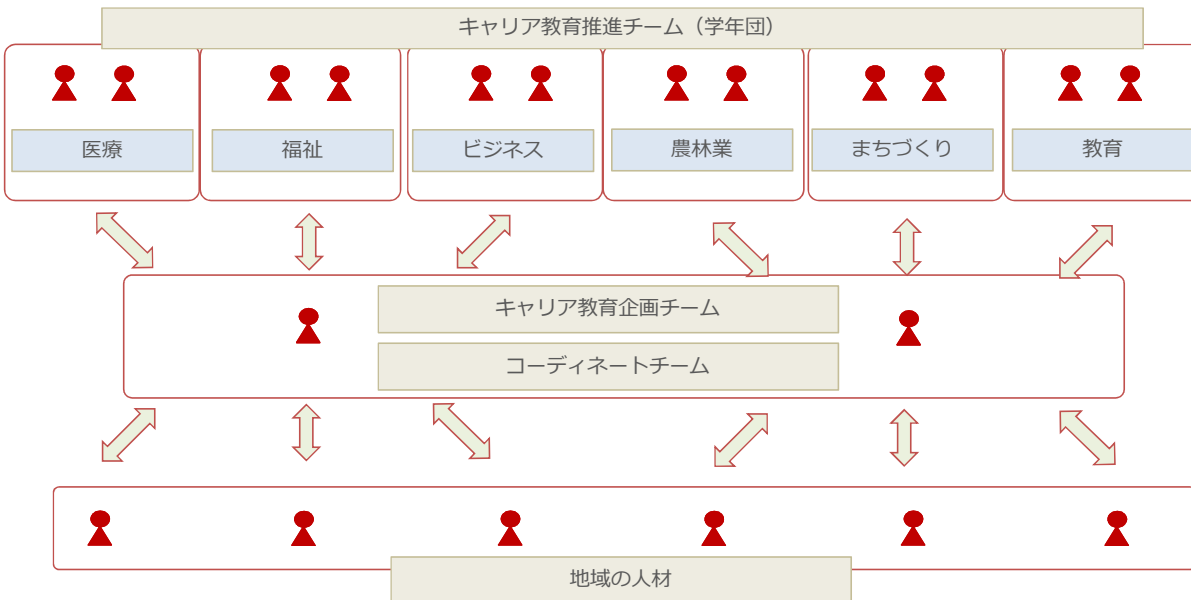 キャリア教育推進チーム（学年団）
医療
福祉
ビジネス
農林業
まちづくり
教育
キャリア教育企画チーム
コーディネートチーム
地域の人材